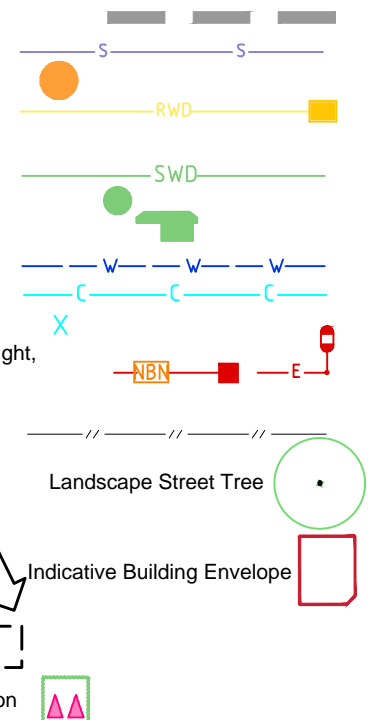 S S
RWD
SWD
W W W
C C C
X
ght,
NBN E
// // //
Landscape Street Tree
Indicative Building Envelope
on